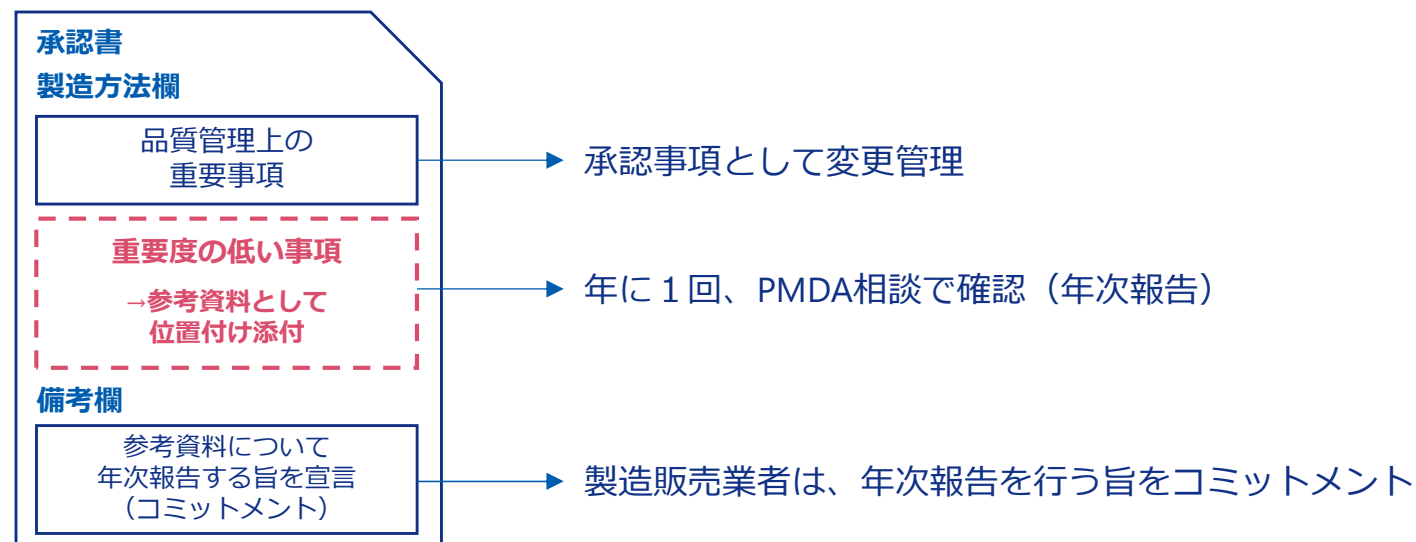 承認書
製造方法欄
品質管理上の
重要事項
承認事項として変更管理
重要度の低い事項
→参考資料として
位置付け添付
年に１回、PMDA相談で確認（年次報告）
備考欄
参考資料について
年次報告する旨を宣言
（コミットメント）
製造販売業者は、年次報告を行う旨をコミットメント